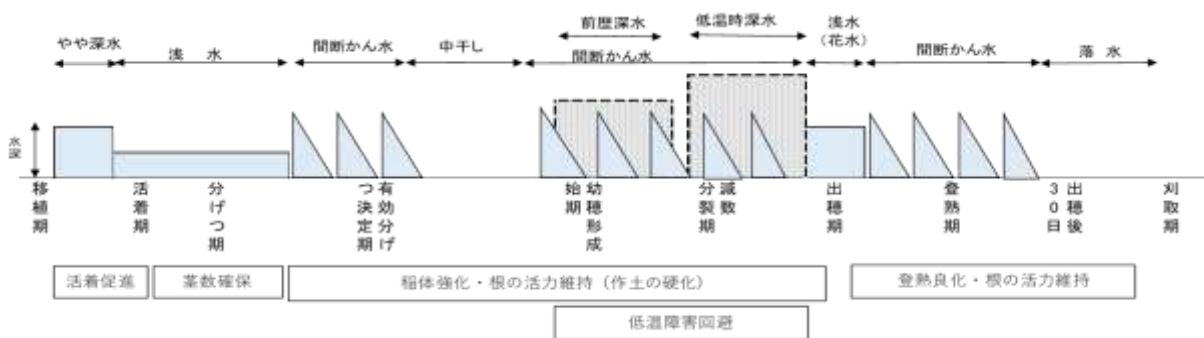 前歴深水
低温時深水
浅水
(花水)
やや深水
浅 水
間断かん水
中干し
間断かん水
間断かん水
落 水
水深
移植期
活着期
分げつ期
有効分げ
つ決定期
幼穂形成
始期
減数
分裂期
出穂期
登熟期
出穂後
30日
刈取期
活着促進
茎数確保
稲体強化・根の活力維持(作土の硬化)
登熟良化・根の活力維持
低温障害回避